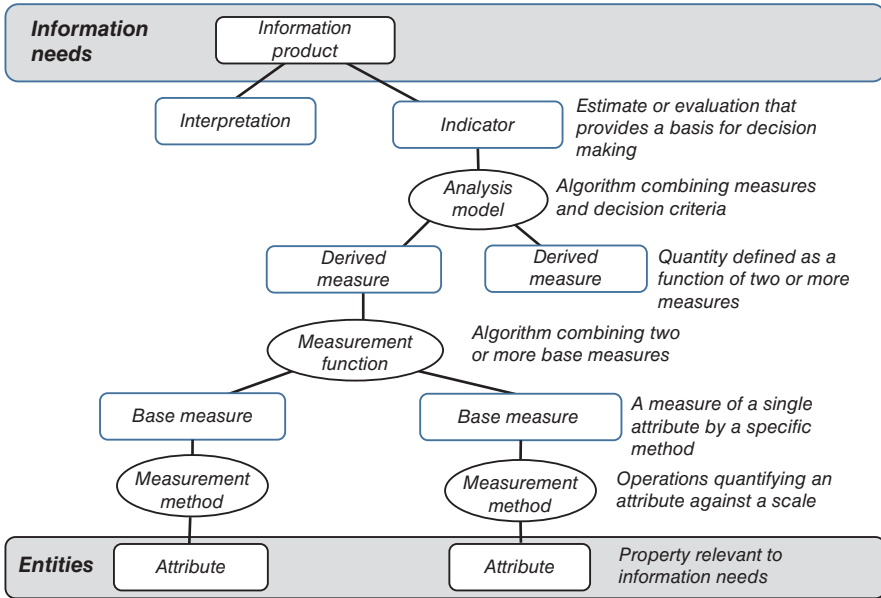 Information
needs
Information
product
Interpretation
Indicator
Estimate or evaluation that
provides a basis for decision
making
Analysis
model
Algorithm combining measures
and decision criteria
Derived
measure
Derived
measure
Quantity defined as a
function of two or more
measures
Measurement
function
Algorithm combining two
or more base measures
Base measure
Base measure
A measure of a single
attribute by a specific
method
Measurement
method
Measurement
method
Operations quantifying an
attribute against a scale
Entities
Attribute
Attribute
Property relevant to
information needs